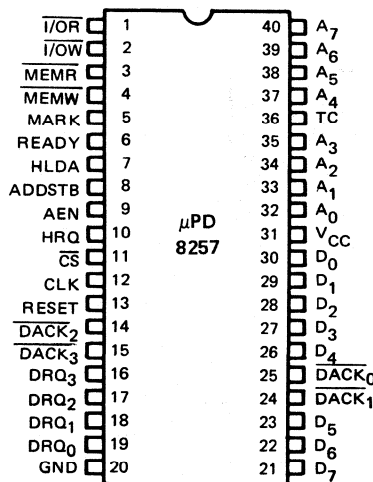 I/OR 1 40 A7
I/OW 2 39 A6
MEMR 3 38 A5
MEMW 4 37 A4
MARK 5 36 TC
READY 6 35 A3
HLDA 7 34 A2
ADDSTB 8 33 A1
AEN 9 32 A0
HRQ 10 µPD 31 VCC
CS 11 8257 30 D0
CLK 12 29 D1
RESET 13 28 D2
DACK2 14 27 D3
DACK3 15 26 D4
DRQ3 16 25 DACK0
DRQ2 17 24 DACK1
DRQ1 18 23 D5
DRQ0 19 22 D6
GND 20 21 D7